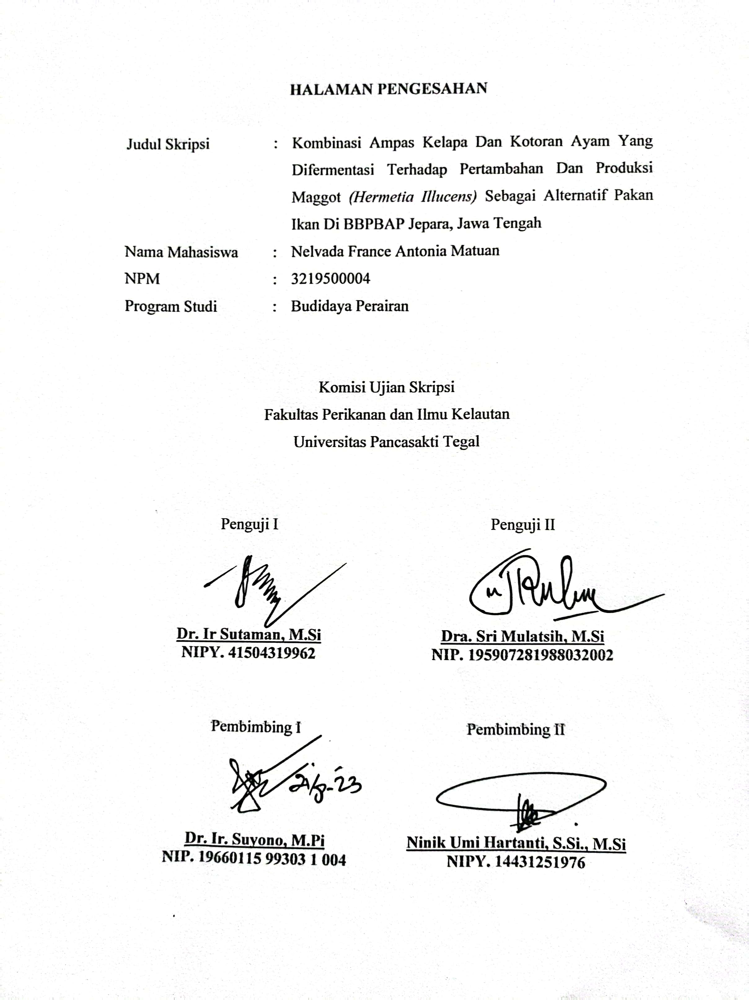 HALAMAN PENGESAHAN
Judul Skripsi : Kombinasi Ampas Kelapa Dan Kotoran Ayam Yang
Difermentasi Terhadap Pertambahan Dan Produksi
Maggot (Hermetia Illucens) Sebagai Alternatif Pakan
Ikan Di BBPBAP Jepara, Jawa Tengah
Nama Mahasiswa : Nelvada France Antonia Matuan
NPM : 3219500004
Program Studi : Budidaya Perairan
Komisi Ujian Skripsi
Fakultas Perikanan dan Ilmu Kelautan
Universitas Pancasakti Tegal
Penguji I Penguji II
Dr. Ir Sutaman, M.Si Dra. Sri Mulatsih, M.Si
NIPY. 41504319962 NIP. 195907281988032002
Pembimbing I Pembimbing II
21/8-23
Dr. Ir. Suyono, M.Pi Ninik Umi Hartanti, S.Si., M.Si
NIP. 19660115 99303 1 004 NIPY. 14431251976